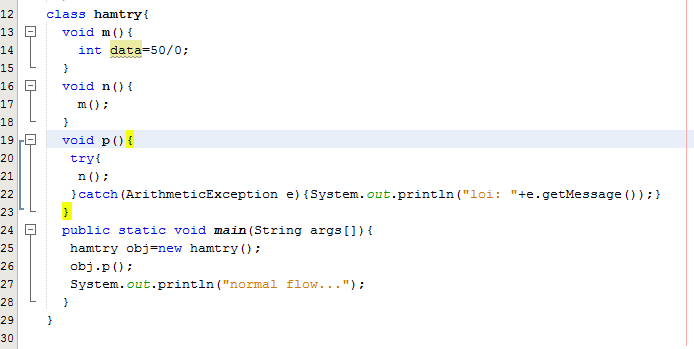 12 class hamtry{
13 void m(){
14 int data=50/0;
15 }
16 void n(){
17 m();
18 }
19 void p(){
20 try{
21 n();
22 }catch(ArithmeticException e){System.out.println("loi: "+e.getMessage());}
23 }
24 public static void main(String args[]){
25 hamtry obj=new hamtry();
26 obj.p();
27 System.out.println("normal flow...");
28 }
29 }
30